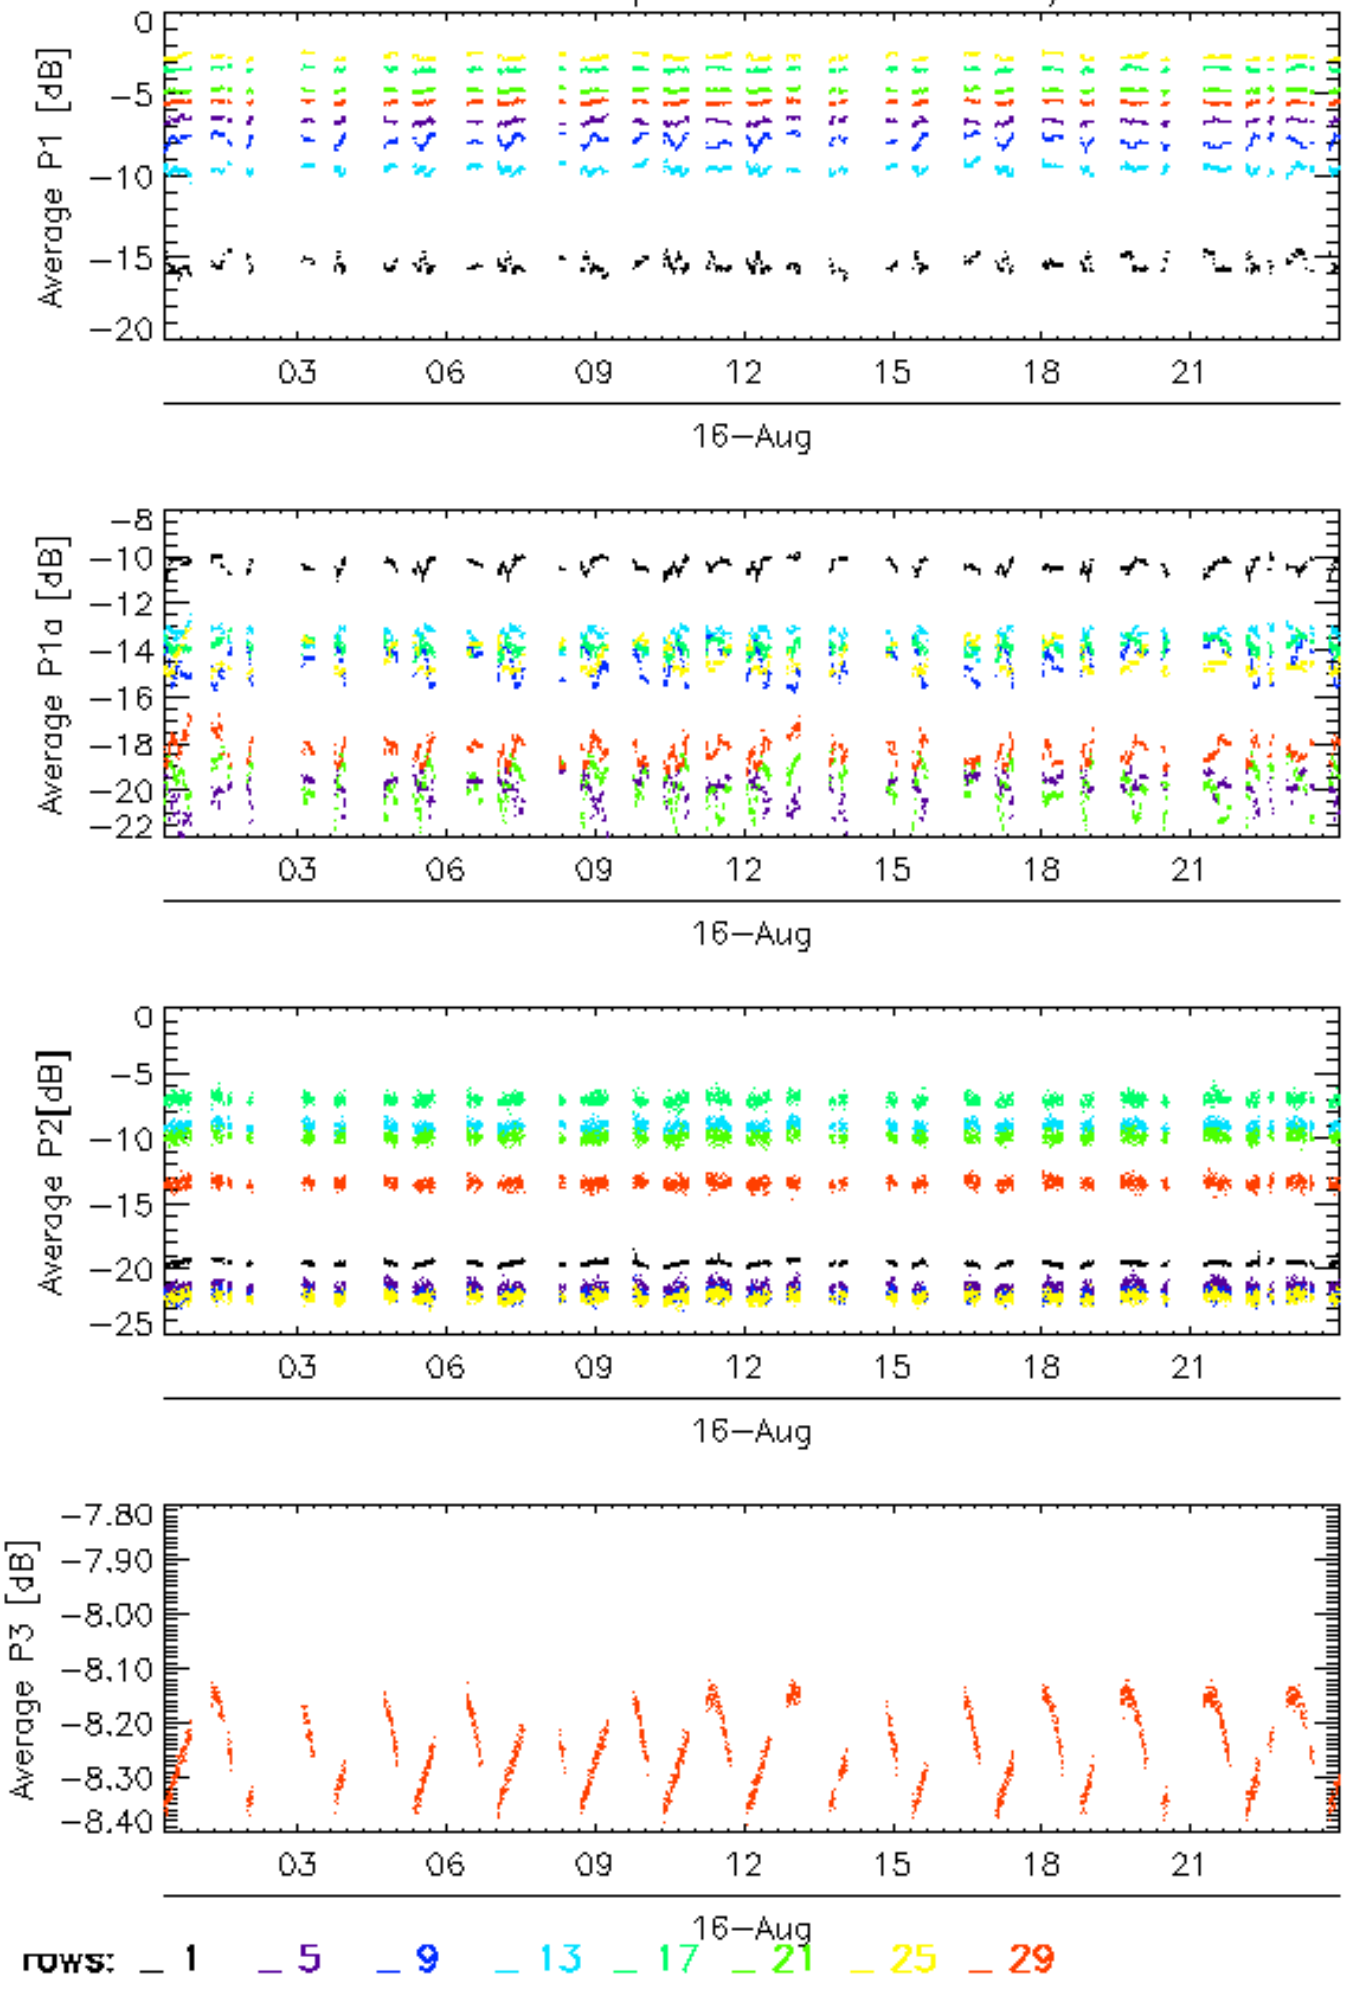 0
−5
−10
−15
−20
Average P1 [dB]
03 06 09 12 15 18 21
16−Aug
−8
−10
−12
−14
−16
−18
−20
−22
Average P1a [dB]
03 06 09 12 15 18 21
16−Aug
0
−5
−10
−15
−20
−25
Average P2[dB]
03 06 09 12 15 18 21
16−Aug
−7.80
−7.90
−8.00
−8.10
−8.20
−8.30
−8.40
Average P3 [dB]
03 06 09 12 15 18 21
16−Aug
rows: _ 1 _ 5 _ 9 _ 13 _ 17 _ 21 _ 25 _ 29